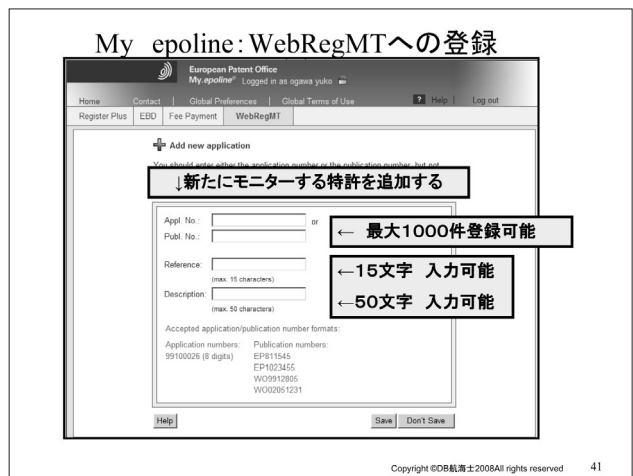 My epoline：WebRegMTへの登録
European Patent Office
My.epoline® Logged in as ogawa yuko
Home Contact | Global Preferences | Global Terms of Use ? Help | Log out
Register Plus EBD Fee Payment WebRegMT
Add new application
You should enter either the application number or the publication number, but not
↓新たにモニターする特許を追加する
Appl. No.: or
Publ. No.:
← 最大1000件登録可能
Reference:
(max. 15 characters)
←15文字 入力可能
Description:
(max. 50 characters)
←50文字 入力可能
Accepted application/publication number formats:
Application numbers: Publication numbers:
99100026 (8 digits) EP811545
EP1023455
WO9912805
WO02051231
Help Save Don't Save
Copyright ©DB航海士2008All rights reserved 41